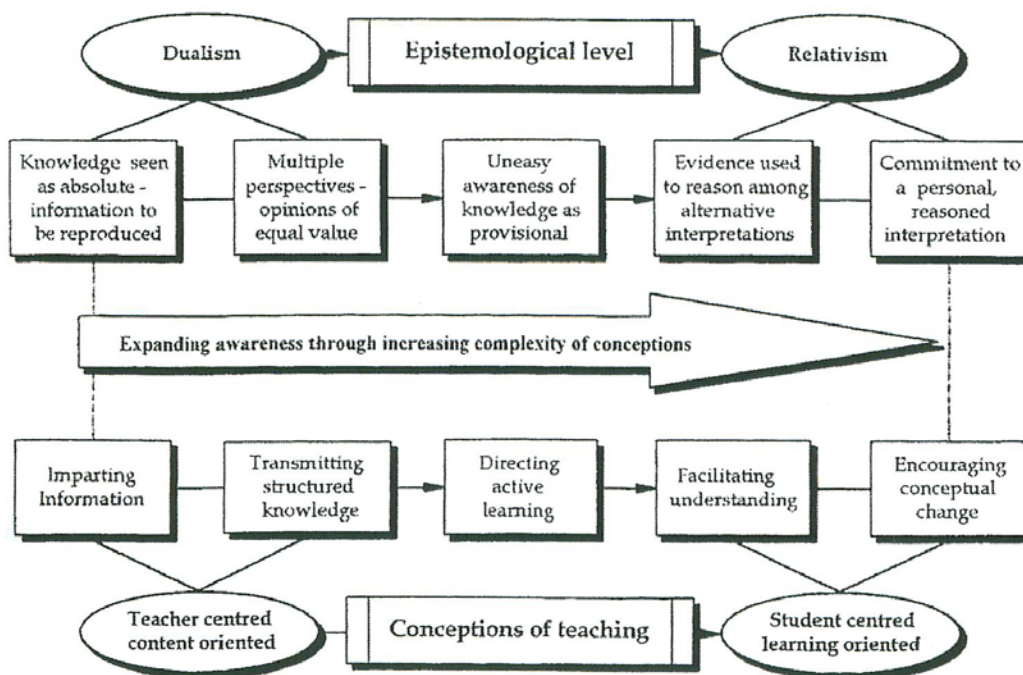 Dualism
Epistemological level
Relativism
Knowledge seen
as absolute -
information to
be reproduced
Multiple
perspectives -
opinions of
equal value
Uneasy
awareness of
knowledge as
provisional
Evidence used
to reason among
alternative
interpretations
Commitment to
a personal,
reasoned
interpretation
Expanding awareness through increasing complexity of conceptions
Imparting
Information
Transmitting
structured
knowledge
Directing
active
learning
Facilitating
understanding
Encouraging
conceptual
change
Teacher centred
content oriented
Conceptions of teaching
Student centred
learning oriented